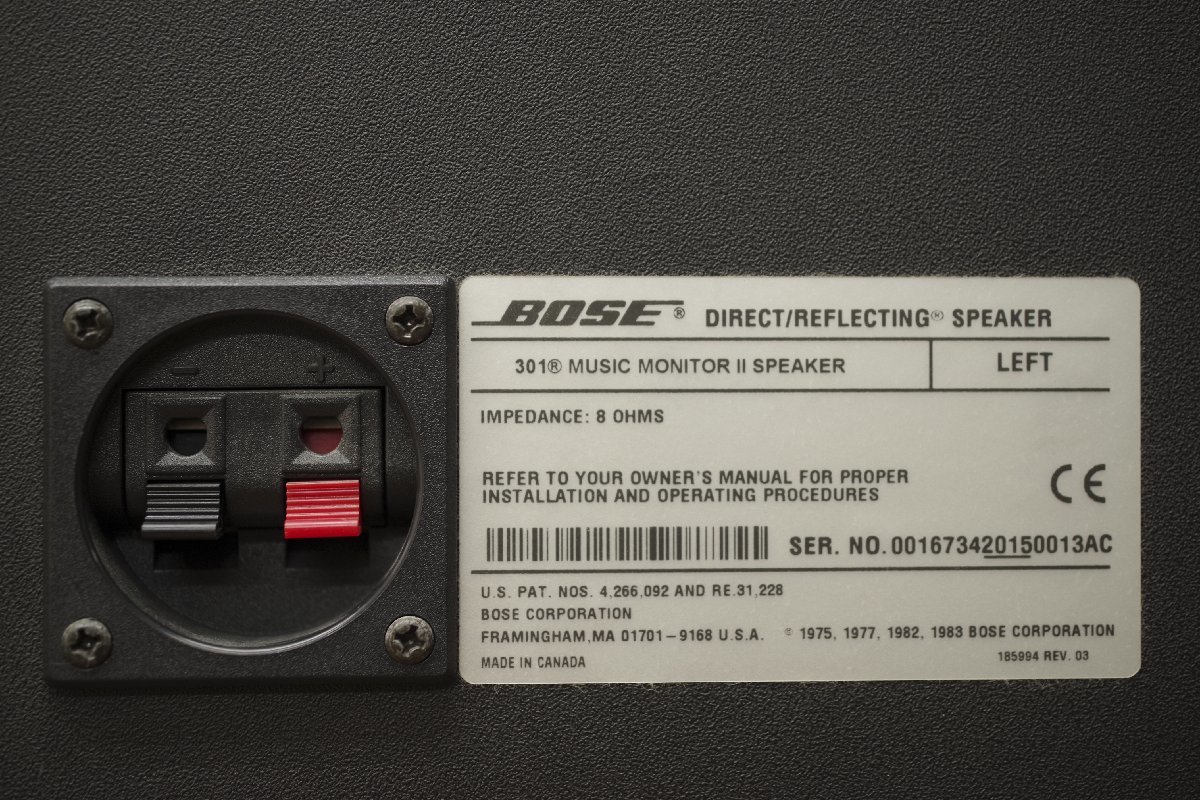 BOSE® DIRECT/REFLECTING® SPEAKER
301® MUSIC MONITOR II SPEAKER LEFT
− +
IMPEDANCE: 8 OHMS
REFER TO YOUR OWNER'S MANUAL FOR PROPER
INSTALLATION AND OPERATING PROCEDURES
CE
SER. NO. 001673420150013AC
U.S. PAT. NOS. 4,266,092 AND RE.31,228
BOSE CORPORATION
FRAMINGHAM,MA 01701-9168 U.S.A. © 1975, 1977, 1982, 1983 BOSE CORPORATION
MADE IN CANADA 185994 REV. 03